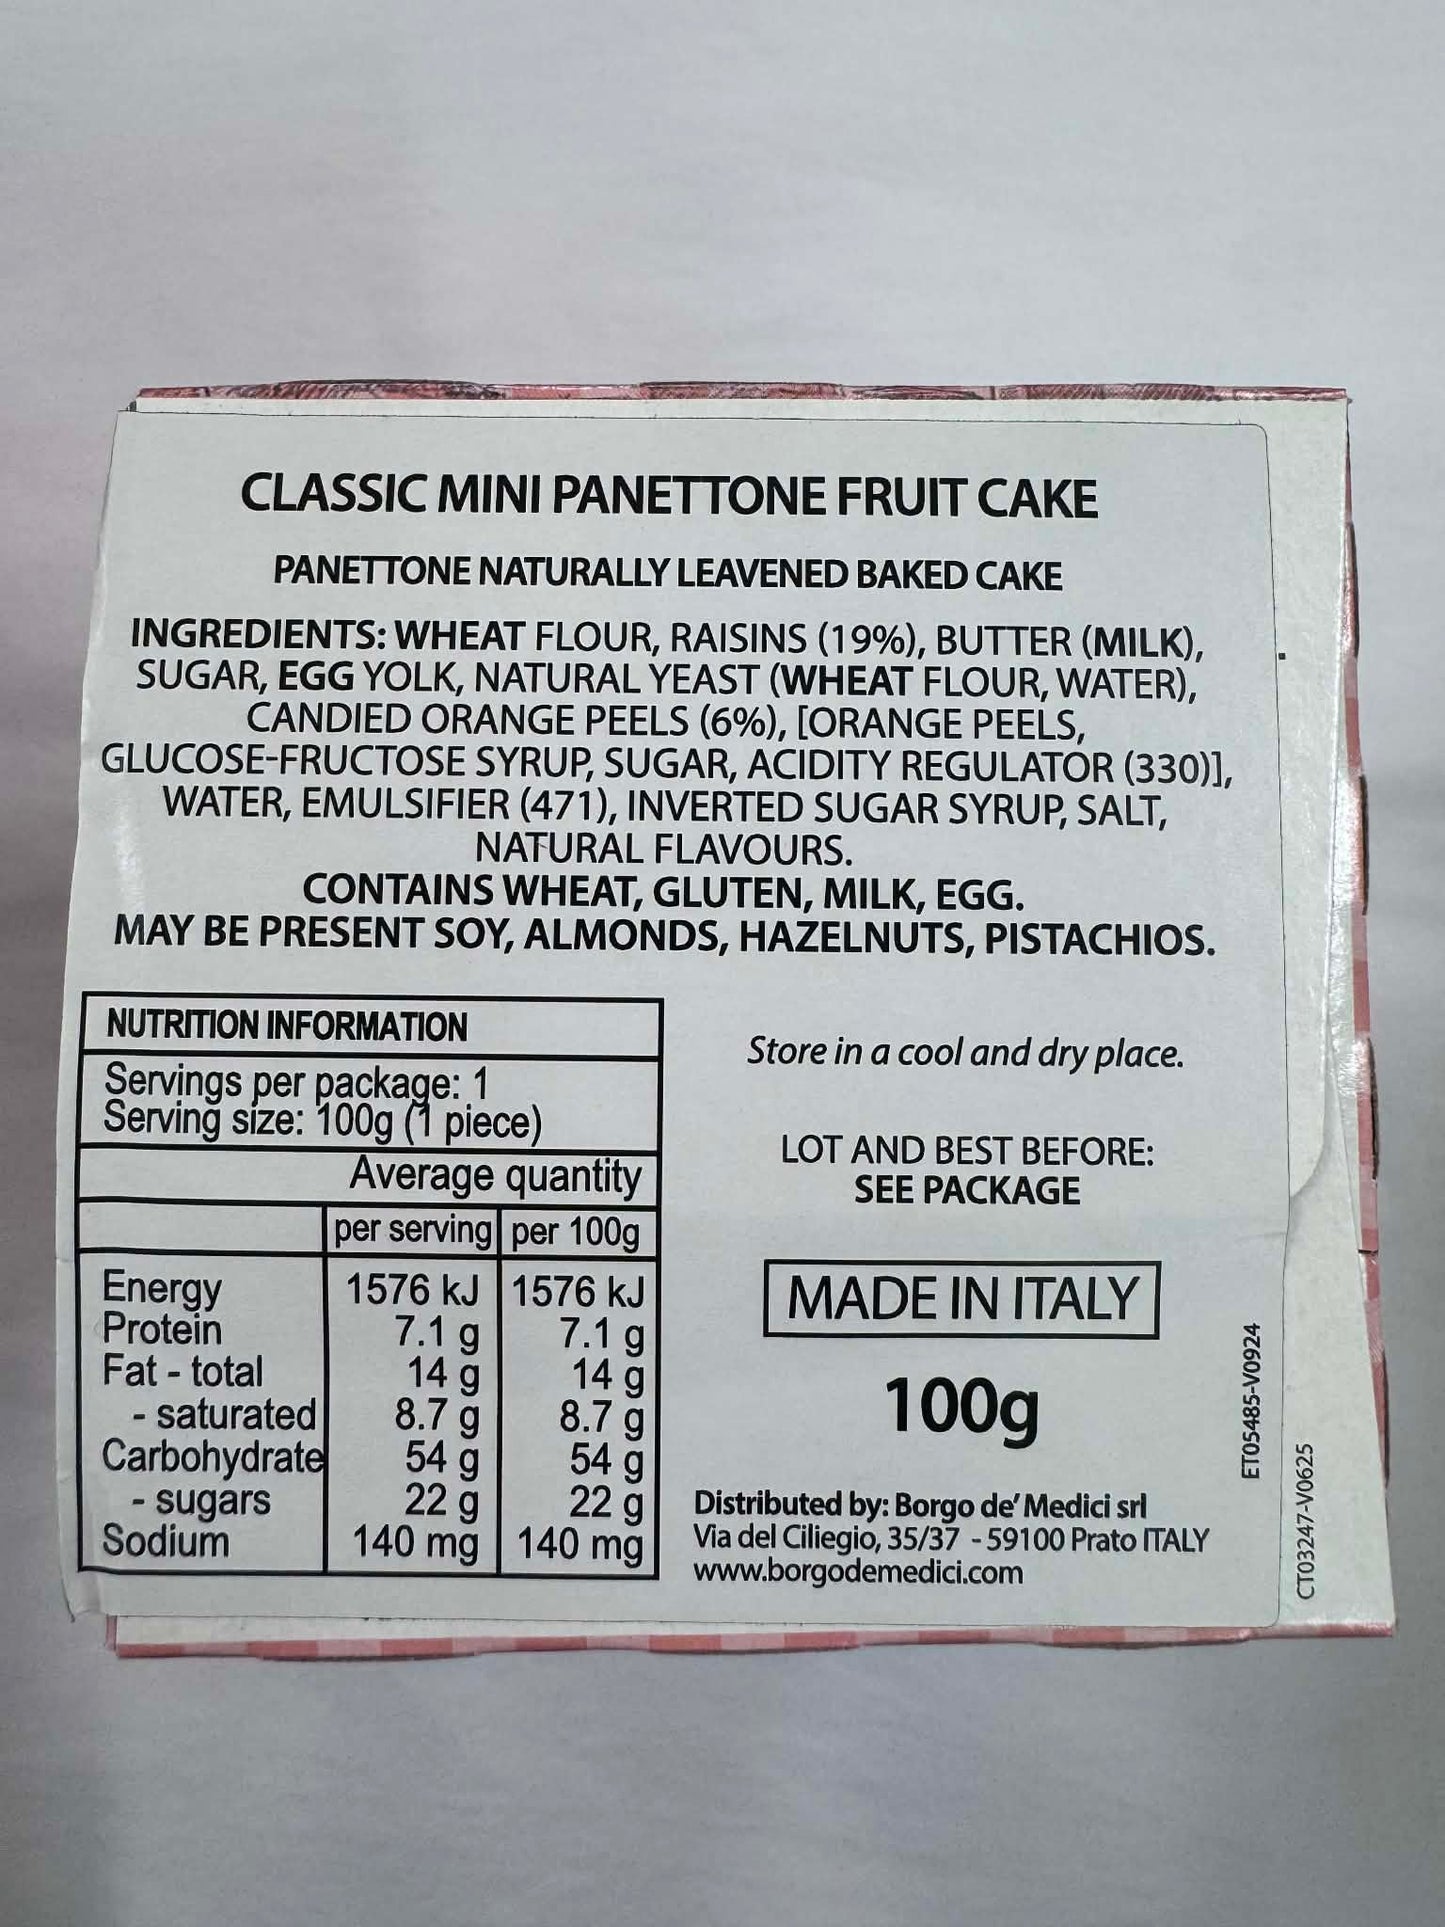 CLASSIC MINI PANETTONE FRUIT CAKE
PANETTONE NATURALLY LEAVENED BAKED CAKE
INGREDIENTS: WHEAT FLOUR, RAISINS (19%), BUTTER (MILK),
SUGAR, EGG YOLK, NATURAL YEAST (WHEAT FLOUR, WATER),
CANDIED ORANGE PEELS (6%), [ORANGE PEELS,
GLUCOSE-FRUCTOSE SYRUP, SUGAR, ACIDITY REGULATOR (330)],
WATER, EMULSIFIER (471), INVERTED SUGAR SYRUP, SALT,
NATURAL FLAVOURS.
CONTAINS WHEAT, GLUTEN, MILK, EGG.
MAY BE PRESENT SOY, ALMONDS, HAZELNUTS, PISTACHIOS.
NUTRITION INFORMATION
Servings per package: 1
Serving size: 100g (1 piece)
Average quantity
per serving per 100g
Energy 1576 kJ 1576 kJ
Protein 7.1 g 7.1 g
Fat - total 14 g 14 g
- saturated 8.7 g 8.7 g
Carbohydrate 54 g 54 g
- sugars 22 g 22 g
Sodium 140 mg 140 mg
Store in a cool and dry place.
LOT AND BEST BEFORE:
SEE PACKAGE
MADE IN ITALY
100g
Distributed by: Borgo de' Medici srl
Via del Ciliegio, 35/37 - 59100 Prato ITALY
www.borgodemedici.com
ET05485-V0924
CT03247-V0625